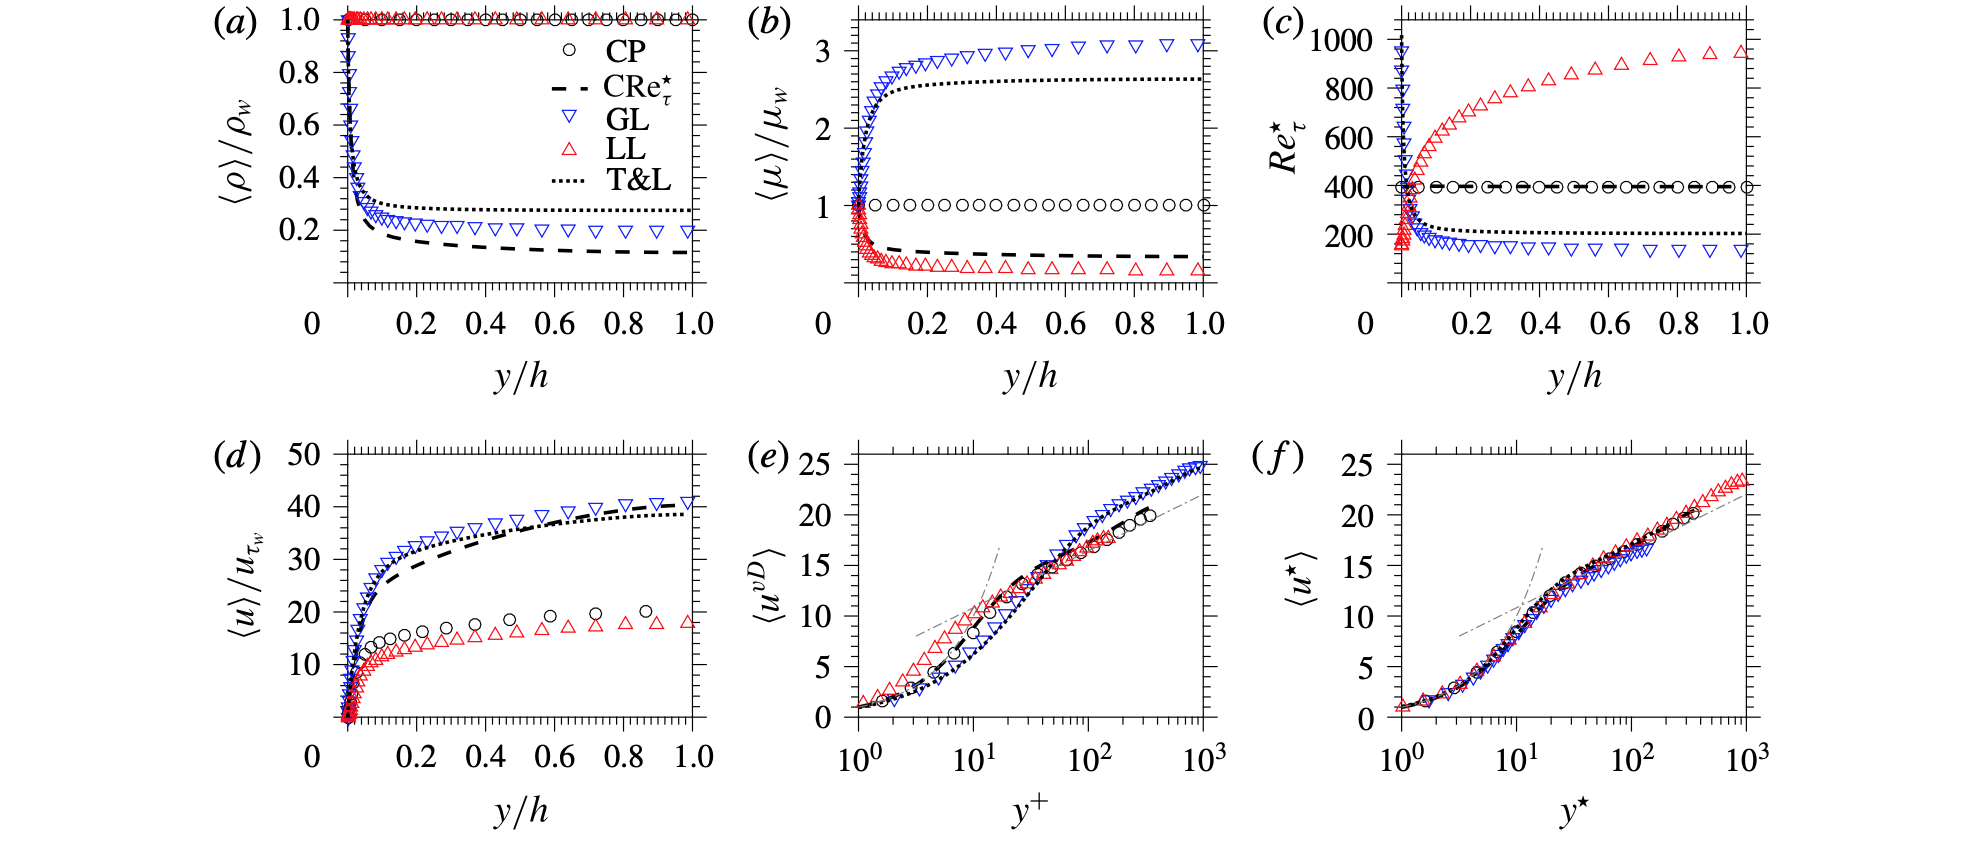 (a)
1.0
0.8
0.6
0.4
0.2
0
0.2
0.4
0.6
0.8
1.0
⟨ρ⟩/ρ_w
y/h
CP
CRe_τ^★
GL
LL
T&L
(b)
3
2
1
0
0.2
0.4
0.6
0.8
1.0
⟨μ⟩/μ_w
y/h
(c)
1000
800
600
400
200
0
0.2
0.4
0.6
0.8
1.0
Re_τ^★
y/h
(d)
50
40
30
20
10
0
0.2
0.4
0.6
0.8
1.0
⟨u⟩/u_{τ_w}
y/h
(e)
25
20
15
10
5
0
10^0
10^1
10^2
10^3
⟨u^{vD}⟩
y^+
(f)
25
20
15
10
5
0
10^0
10^1
10^2
10^3
⟨u^★⟩
y^★